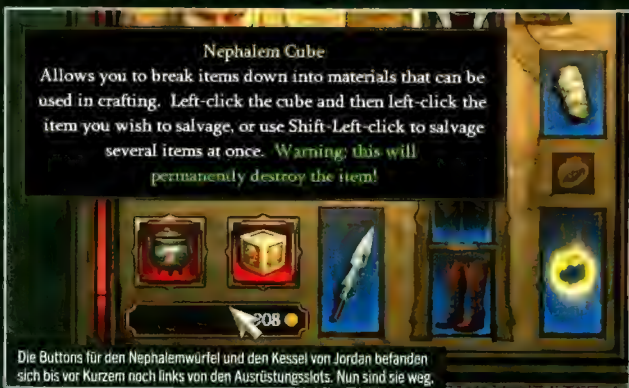 Nephalem Cube
Allows you to break items down into materials that can be
used in crafting. Left-click the cube and then left-click the
item you wish to salvage, or use Shift-Left-click to salvage
several items at once. Warning: this will
permanently destroy the item!
208
Die Buttons für den Nephalemwürfel und den Kessel von Jordan befanden
sich bis vor Kurzem noch links von den Ausrüstungsslots. Nun sind sie weg.